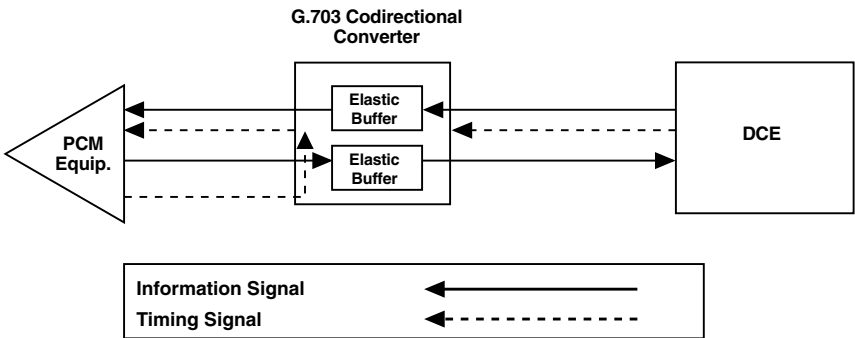 G.703 Codirectional
Converter
Elastic
Buffer
PCM
Equip.
DCE
Elastic
Buffer
Information Signal
Timing Signal